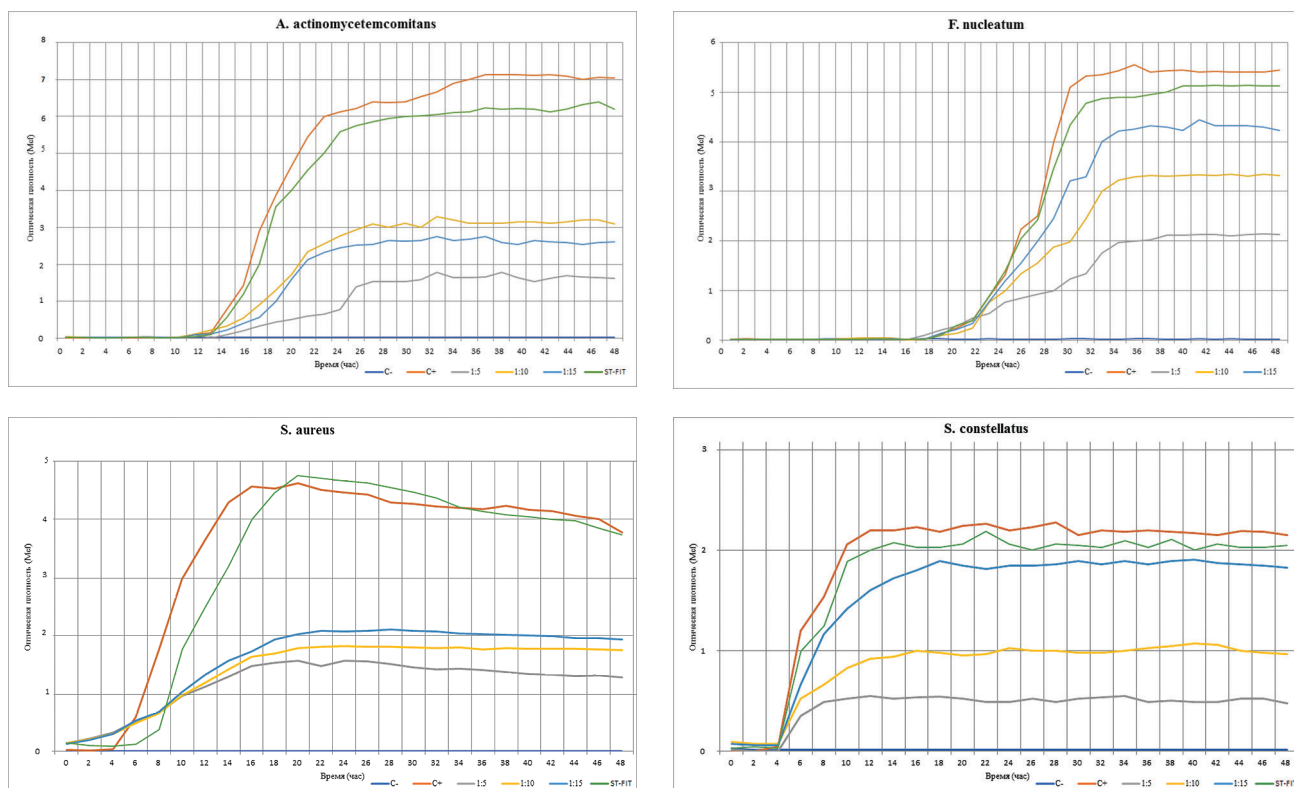 A. actinomycetemcomitans
8
7
6
5
4
3
2
1
0
Оптическая плотность (Mcf)
0 2 4 6 8 10 12 14 16 18 20 22 24 26 28 30 32 34 36 38 40 42 44 46 48
Время (час)
C- C+ 1:5 1:10 1:15 ST-FIT
F. nucleatum
6
5
4
3
2
1
0
Оптическая плотность (Mcf)
0 2 4 6 8 10 12 14 16 18 20 22 24 26 28 30 32 34 36 38 40 42 44 46 48
Время (час)
C- C+ 1:5 1:10 1:15
S. aureus
5
4
3
2
1
0
Оптическая плотность (Mcf)
0 2 4 6 8 10 12 14 16 18 20 22 24 26 28 30 32 34 36 38 40 42 44 46 48
Время (час)
C- C+ 1:5 1:10 1:15 ST-FIT
S. constellatus
3
2
1
0
Оптическая плотность (Mcf)
0 2 4 6 8 10 12 14 16 18 20 22 24 26 28 30 32 34 36 38 40 42 44 46 48
Время (час)
C- C+ 1:5 1:10 1:15 ST-FIT